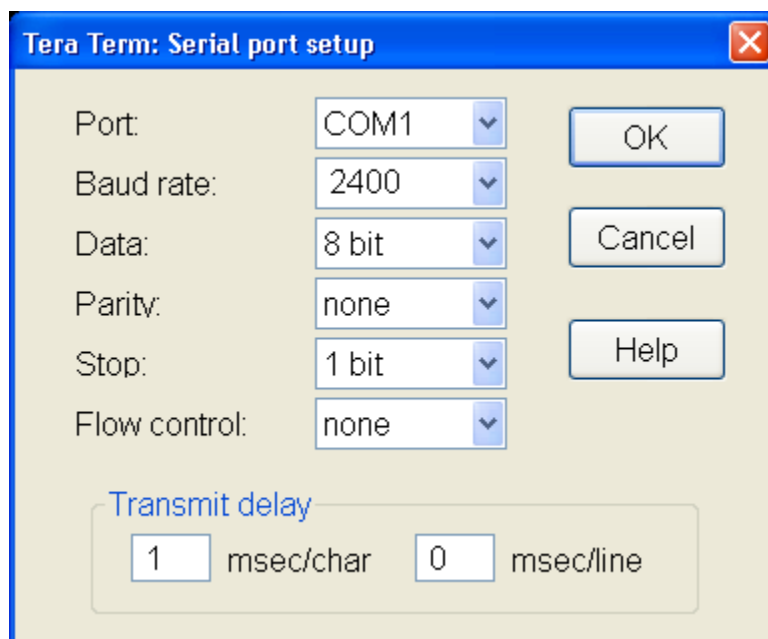 Tera Term: Serial port setup
Port: COM1 OK
Baud rate: 2400
Data: 8 bit Cancel
Parity: none
Stop: 1 bit Help
Flow control: none
Transmit delay
1 msec/char 0 msec/line